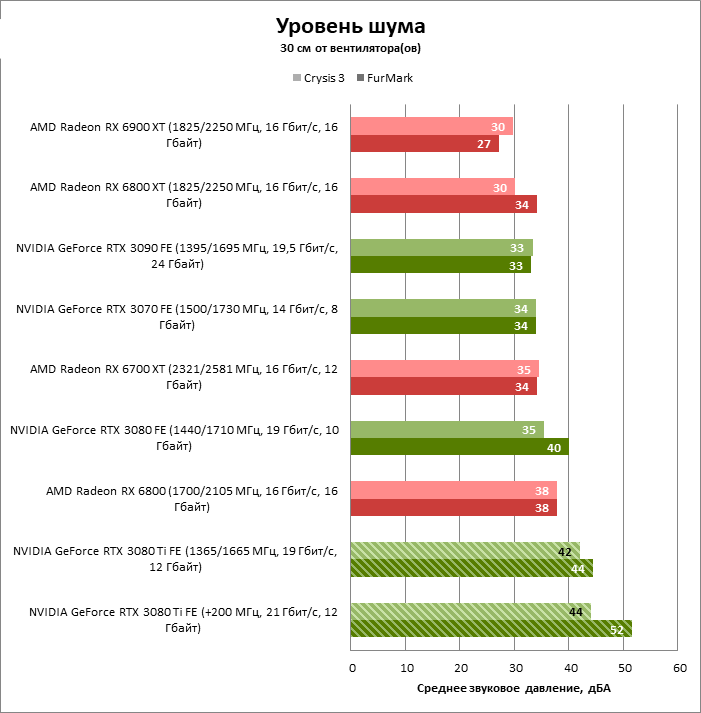 Уровень шума
30 см от вентилятора(ов)
Crysis 3 FurMark
AMD Radeon RX 6900 XT (1825/2250 МГц, 16 Гбит/с, 16
Гбайт)
30
27
AMD Radeon RX 6800 XT (1825/2250 МГц, 16 Гбит/с, 16
Гбайт)
30
34
NVIDIA GeForce RTX 3090 FE (1395/1695 МГц, 19,5 Гбит/с,
24 Гбайт)
33
33
NVIDIA GeForce RTX 3070 FE (1500/1730 МГц, 14 Гбит/с, 8
Гбайт)
34
34
AMD Radeon RX 6700 XT (2321/2581 МГц, 16 Гбит/с, 12
Гбайт)
35
34
NVIDIA GeForce RTX 3080 FE (1440/1710 МГц, 19 Гбит/с, 10
Гбайт)
35
40
AMD Radeon RX 6800 (1700/2105 МГц, 16 Гбит/с, 16
Гбайт)
38
38
NVIDIA GeForce RTX 3080 Ti FE (1365/1665 МГц, 19 Гбит/с,
12 Гбайт)
42
44
NVIDIA GeForce RTX 3080 Ti FE (+200 МГц, 21 Гбит/с, 12
Гбайт)
44
52
0 10 20 30 40 50 60
Среднее звуковое давление, дБА